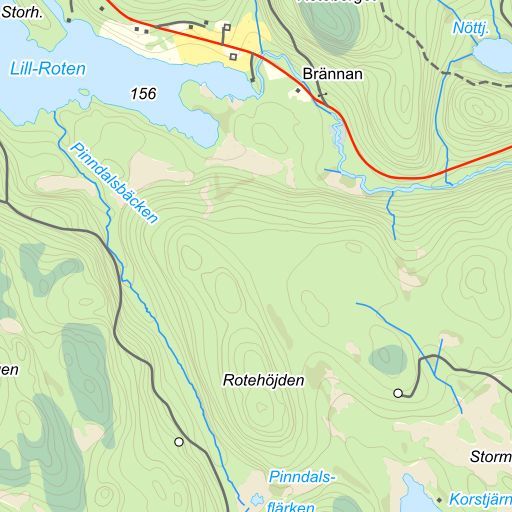 Storh.
Nöttj.
Lill-Roten
156
Brännan
Pinndalsbäcken
Rotehöjden
Pinndals-
flärken
Storm
Korstjärn